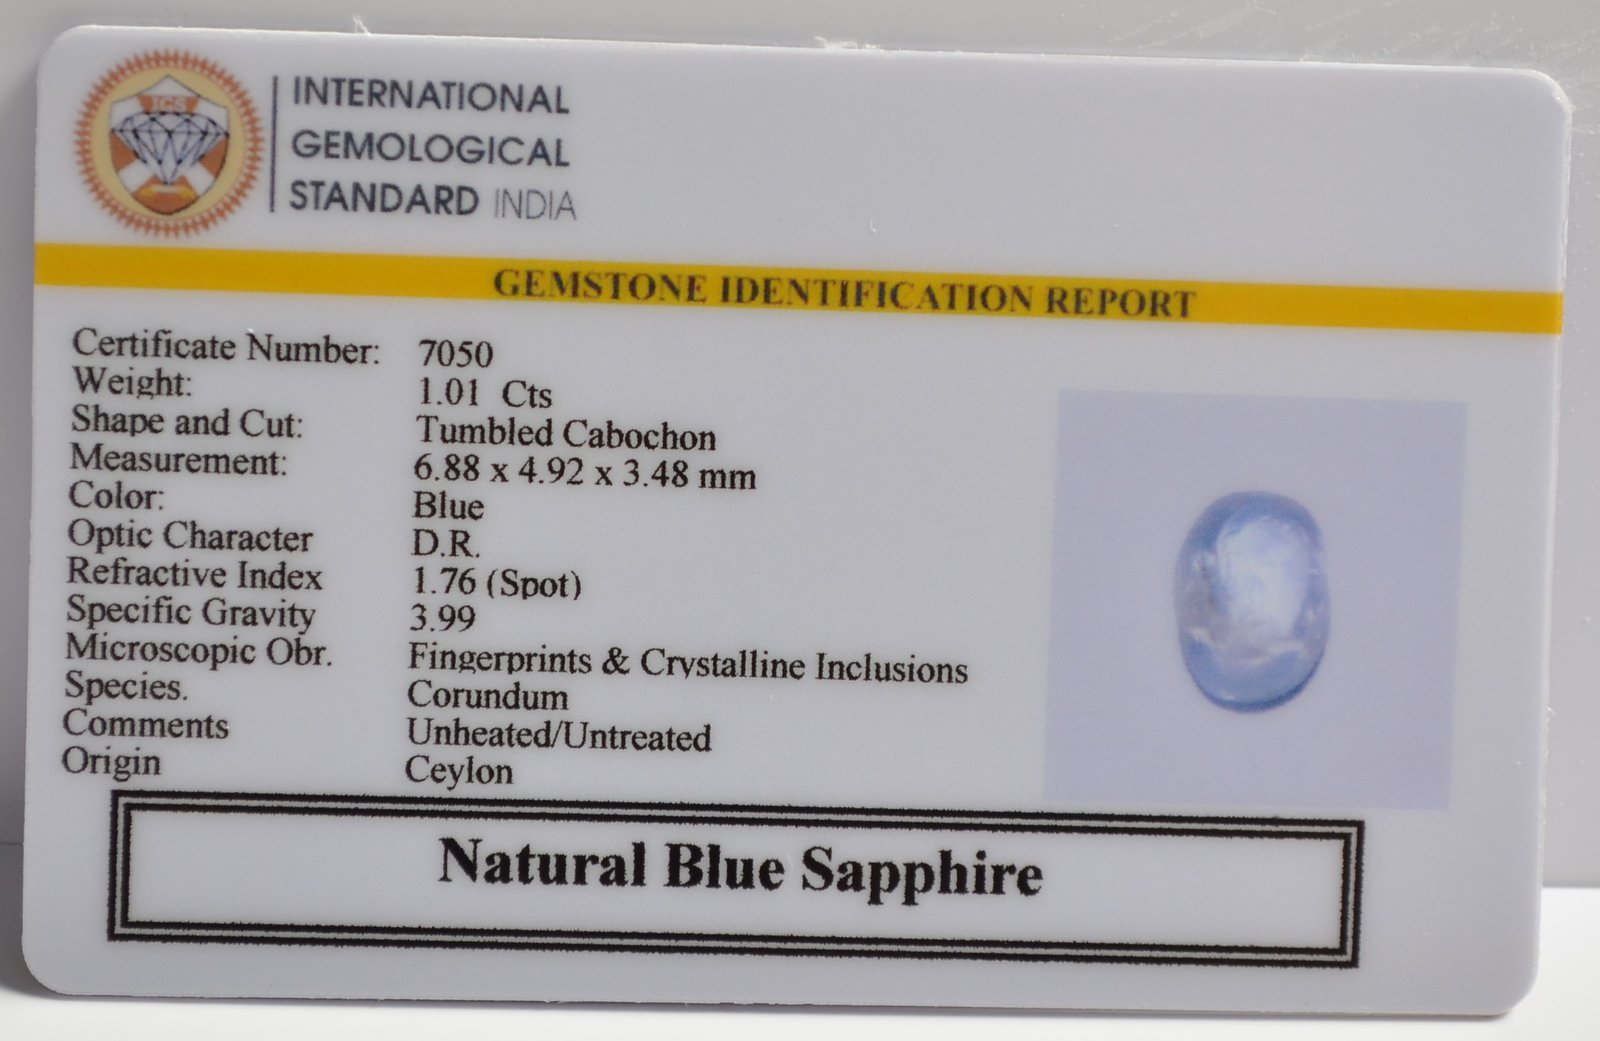 IGS
INTERNATIONAL
GEMOLOGICAL
STANDARD INDIA
GEMSTONE IDENTIFICATION REPORT
Certificate Number: 7050
Weight: 1.01 Cts
Shape and Cut: Tumbled Cabochon
Measurement: 6.88 x 4.92 x 3.48 mm
Color: Blue
Optic Character D.R.
Refractive Index 1.76 (Spot)
Specific Gravity 3.99
Microscopic Obr. Fingerprints & Crystalline Inclusions
Species. Corundum
Comments Unheated/Untreated
Origin Ceylon
Natural Blue Sapphire